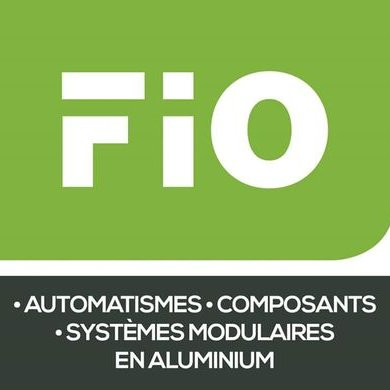 FiO
• AUTOMATISMES • COMPOSANTS
• SYSTÈMES MODULAIRES
EN ALUMINIUM